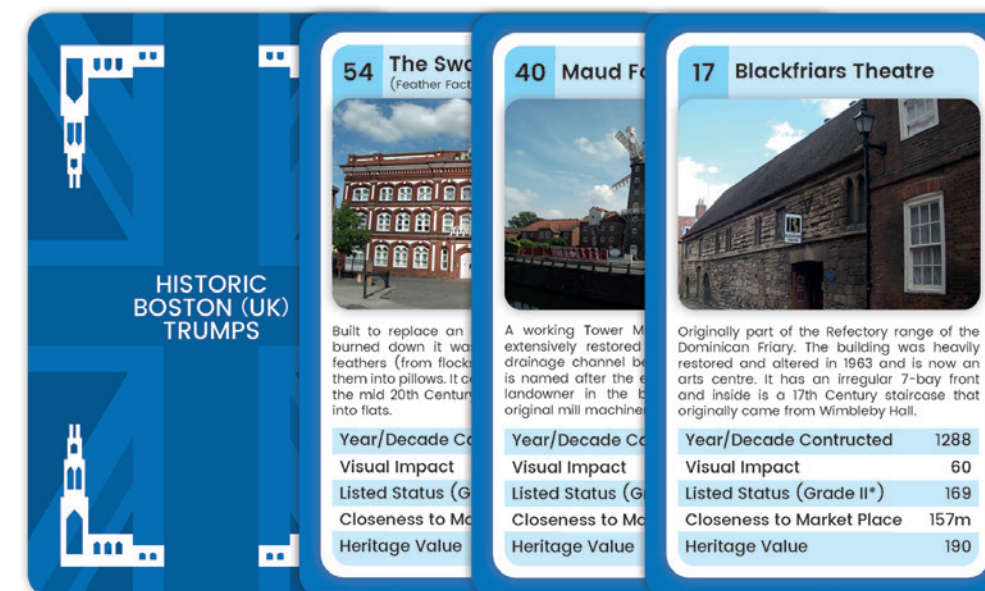 HISTORIC
BOSTON (UK)
TRUMPS
54 The Swa
(Feather Fact
Built to replace an
burned down it wa
feathers (from flock
them into pillows. It c
the mid 20th Century
into flats.
Year/Decade Co
Visual Impact
Listed Status (G
Closeness to Ma
Heritage Value
40 Maud Fo
A working Tower M
extensively restored
drainage channel be
is named after the e
landowner in the b
original mill machine
Year/Decade Co
Visual Impact
Listed Status (G
Closeness to Ma
Heritage Value
17 Blackfriars Theatre
Originally part of the Refectory range of the
Dominican Friary. The building was heavily
restored and altered in 1963 and is now an
arts centre. It has an irregular 7-bay front
and inside is a 17th Century staircase that
originally came from Wimbleby Hall.
Year/Decade Contructed 1288
Visual Impact 60
Listed Status (Grade II*) 169
Closeness to Market Place 157m
Heritage Value 190